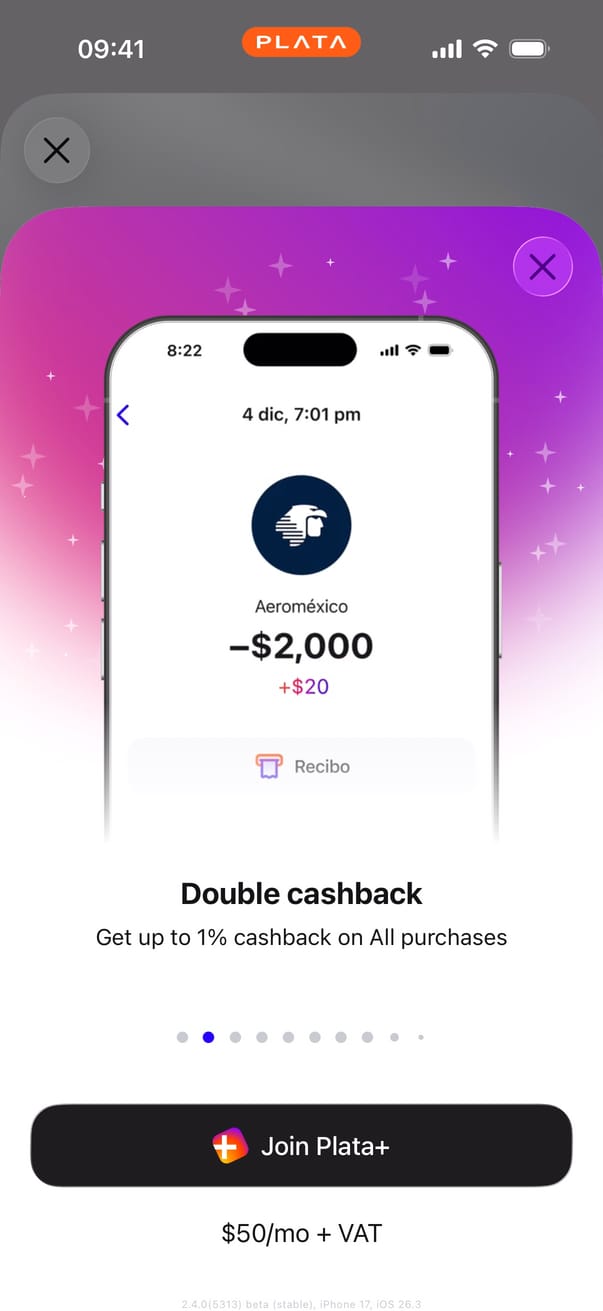 09:41
PLATA
8:22
4 dic, 7:01 pm
Aeroméxico
–$2,000
+$20
Recibo
Double cashback
Get up to 1% cashback on All purchases
Join Plata+
$50/mo + VAT
2.4.0(5313) beta (stable), iPhone 17, iOS 26.3